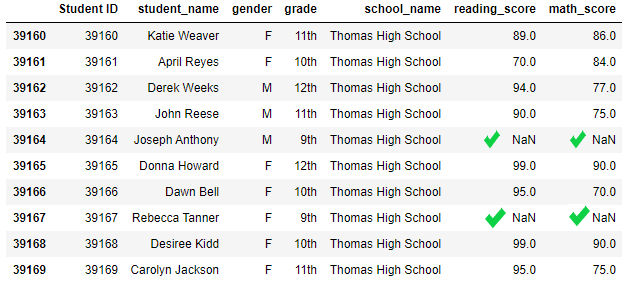 Student ID student_name gender grade school_name reading_score math_score
39160 39160 Katie Weaver F 11th Thomas High School 89.0 86.0
39161 39161 April Reyes F 10th Thomas High School 70.0 84.0
39162 39162 Derek Weeks M 12th Thomas High School 94.0 77.0
39163 39163 John Reese M 11th Thomas High School 90.0 75.0
39164 39164 Joseph Anthony M 9th Thomas High School NaN NaN
39165 39165 Donna Howard F 12th Thomas High School 99.0 90.0
39166 39166 Dawn Bell F 10th Thomas High School 95.0 70.0
39167 39167 Rebecca Tanner F 9th Thomas High School NaN NaN
39168 39168 Desiree Kidd F 10th Thomas High School 99.0 90.0
39169 39169 Carolyn Jackson F 11th Thomas High School 95.0 75.0